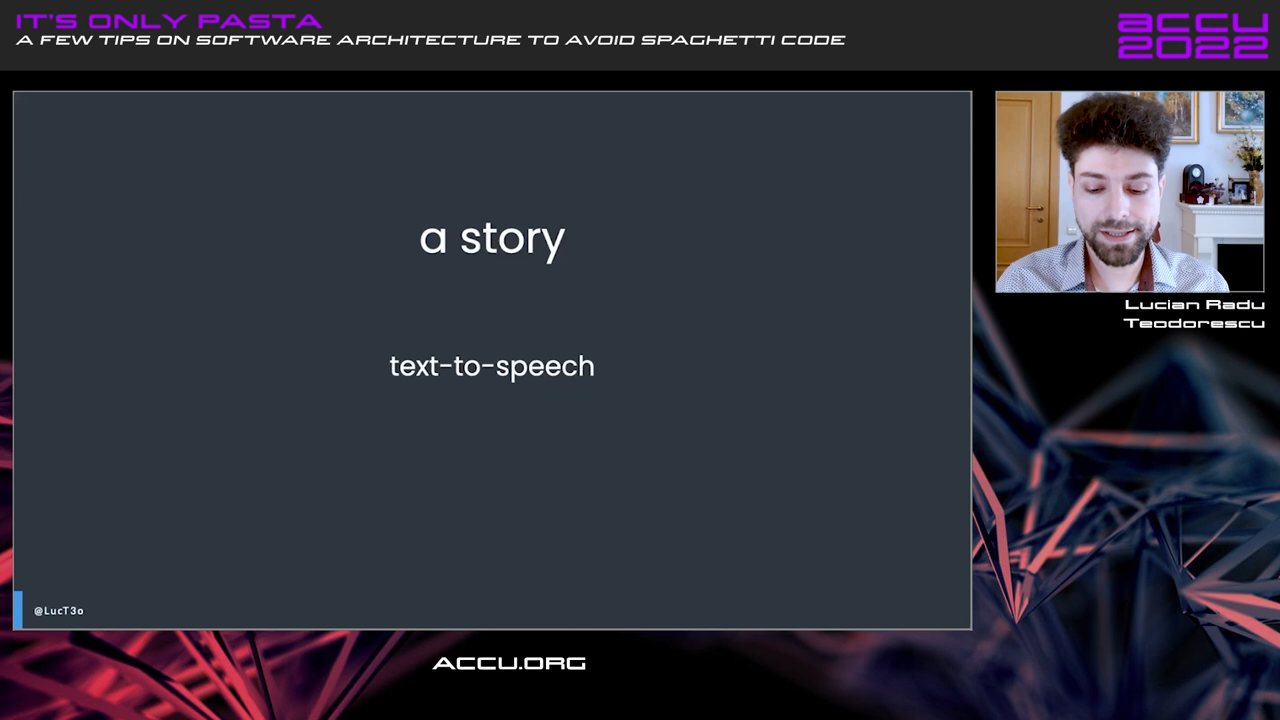 IT'S ONLY PASTA
A FEW TIPS ON SOFTWARE ARCHITECTURE TO AVOID SPAGHETTI CODE
accu
2022
a story
text-to-speech
@LucT3o
Lucian Radu
Teodorescu
ACCU.ORG